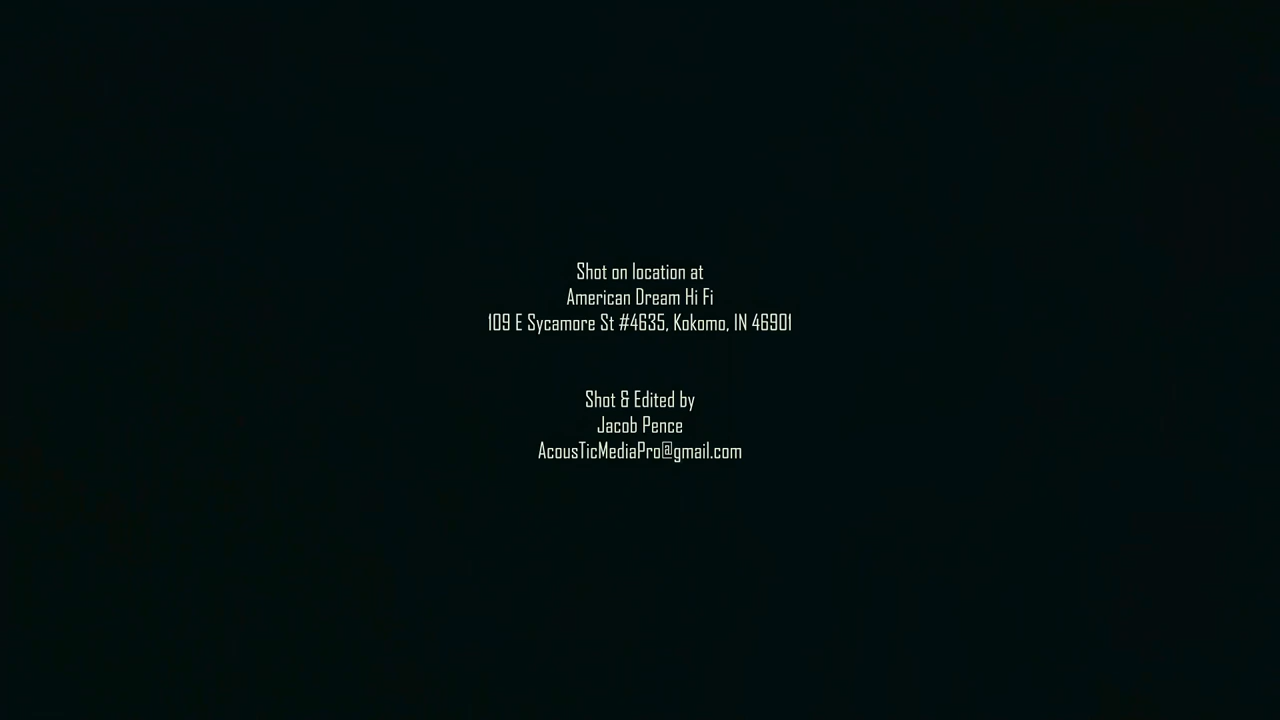 Shot on location at
American Dream Hi Fi
109 E Sycamore St #4635, Kokomo, IN 46901
Shot & Edited by
Jacob Pence
AcousTicMediaPro@gmail.com